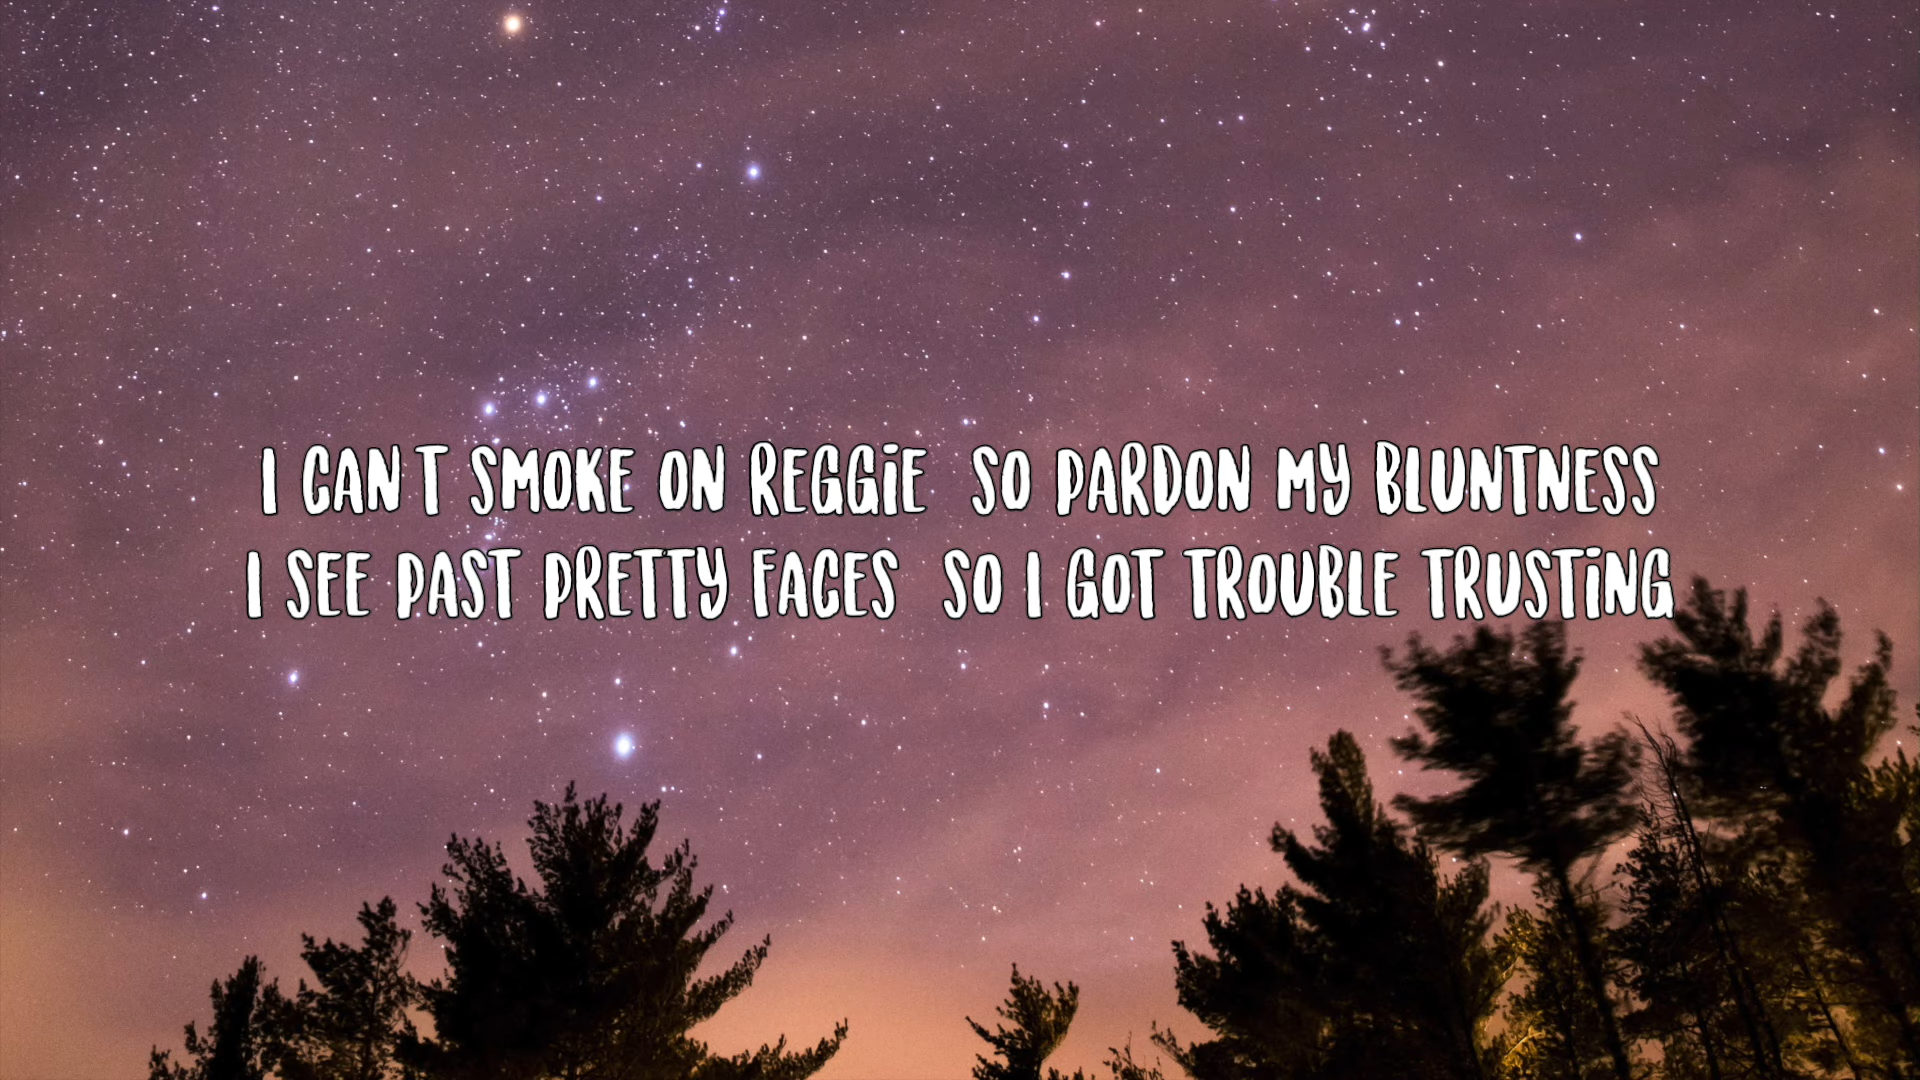 I CAN T SMOKE ON REGGiE  SO PARDON MY BLUNTNESS
I SEE PAST PRETTY FACES  SO I GOT TROUBLE TRUSTiNG